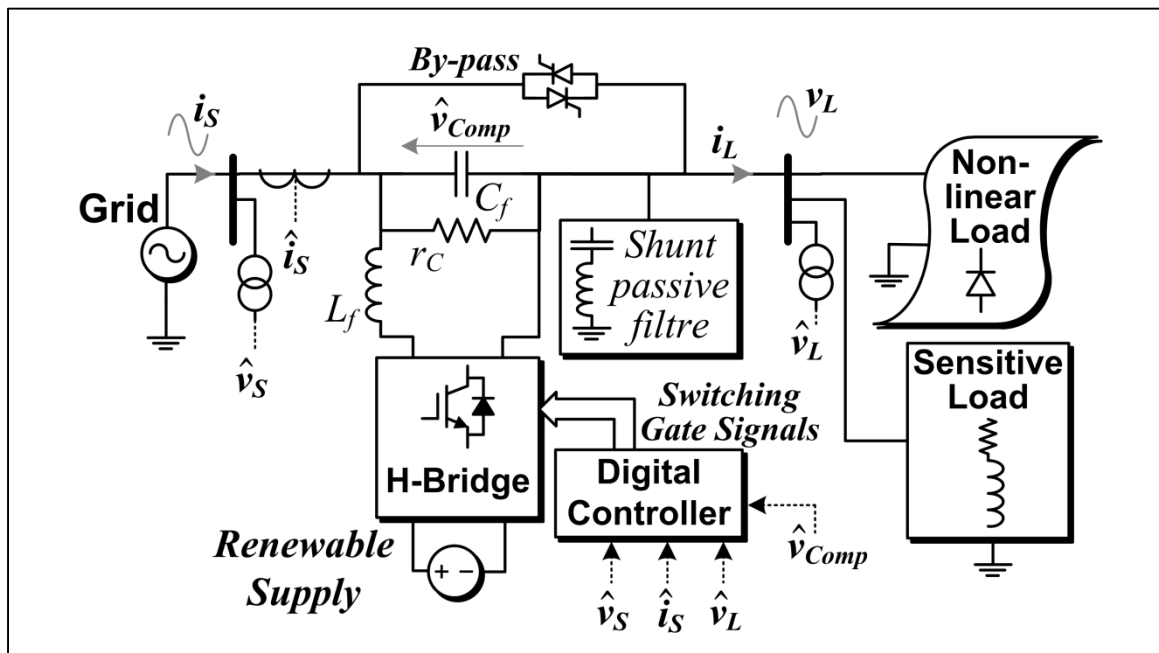 By-pass
i_S
v̂_Comp
v_L
i_L
Non-
linear
Load
Grid
C_f
r_C
î_S
L_f
Shunt
passive
filtre
v̂_S
v̂_L
Sensitive
Load
Switching
Gate Signals
H-Bridge
Digital
Controller
Renewable
Supply
+ −
v̂_Comp
v̂_S î_S v̂_L